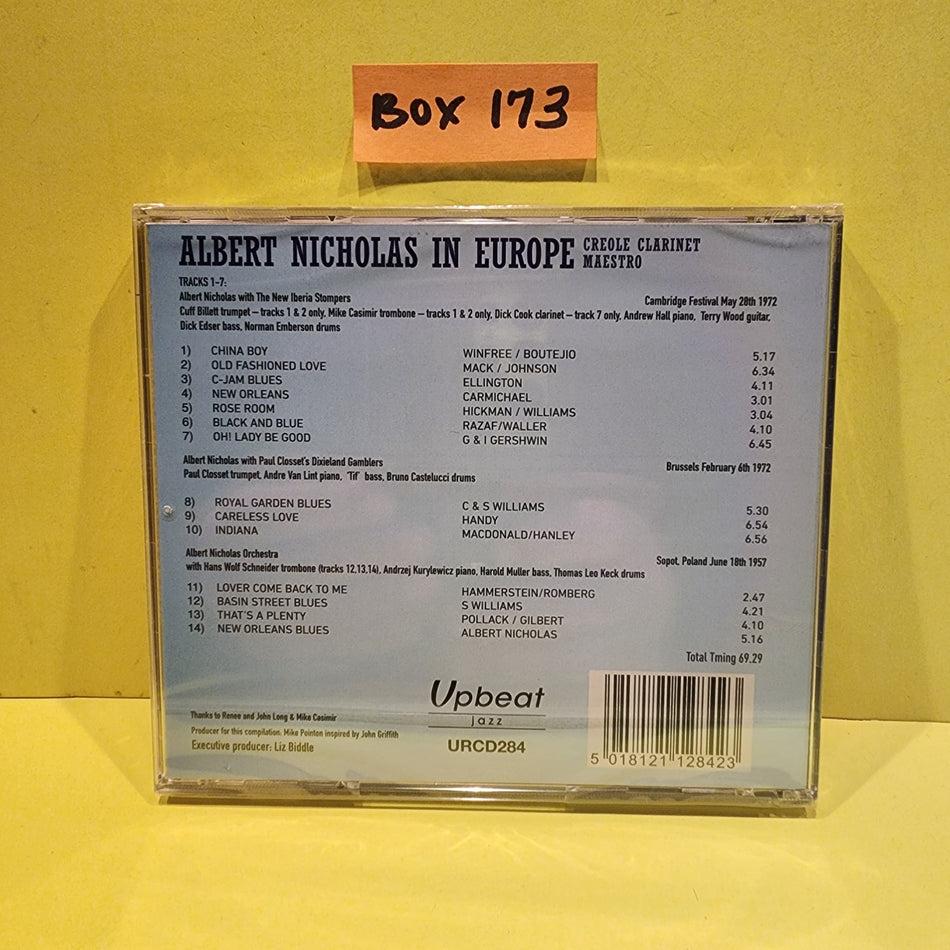 BOX 173
ALBERT NICHOLAS IN EUROPE CREOLE CLARINET MAESTRO
TRACKS 1-7:
Albert Nicholas with The New Iberia Stompers Cambridge Festival May 28th 1972
Cuff Billett trumpet – tracks 1 & 2 only, Mike Casimir trombone – tracks 1 & 2 only, Dick Cook clarinet – track 7 only, Andrew Hall piano, Terry Wood guitar,
Dick Edser bass, Norman Emberson drums
1) CHINA BOY WINFREE / BOUTEJIO 5.17
2) OLD FASHIONED LOVE MACK / JOHNSON 6.34
3) C-JAM BLUES ELLINGTON 4.11
4) NEW ORLEANS CARMICHAEL 3.01
5) ROSE ROOM HICKMAN / WILLIAMS 3.04
6) BLACK AND BLUE RAZAF/WALLER 4.10
7) OH! LADY BE GOOD G & I GERSHWIN 6.45
Albert Nicholas with Paul Closset's Dixieland Gamblers Brussels February 6th 1972
Paul Closset trumpet, Andre Van Lint piano, 'Tif' bass, Bruno Castelucci drums
8) ROYAL GARDEN BLUES C & S WILLIAMS 5.30
9) CARELESS LOVE HANDY 6.54
10) INDIANA MACDONALD/HANLEY 6.56
Albert Nicholas Orchestra Sopot, Poland June 18th 1957
with Hans Wolf Schneider trombone (tracks 12,13,14), Andrzej Kurylewicz piano, Harold Muller bass, Thomas Leo Keck drums
11) LOVER COME BACK TO ME HAMMERSTEIN/ROMBERG 2.47
12) BASIN STREET BLUES S WILLIAMS 4.21
13) THAT'S A PLENTY POLLACK / GILBERT 4.10
14) NEW ORLEANS BLUES ALBERT NICHOLAS 5.16
Total Tming 69.29
Thanks to Renee and John Long & Mike Casimir
Producer for this compilation: Mike Pointon inspired by John Griffith
Executive producer: Liz Biddle
Upbeat
jazz
URCD284
5 018121 128423